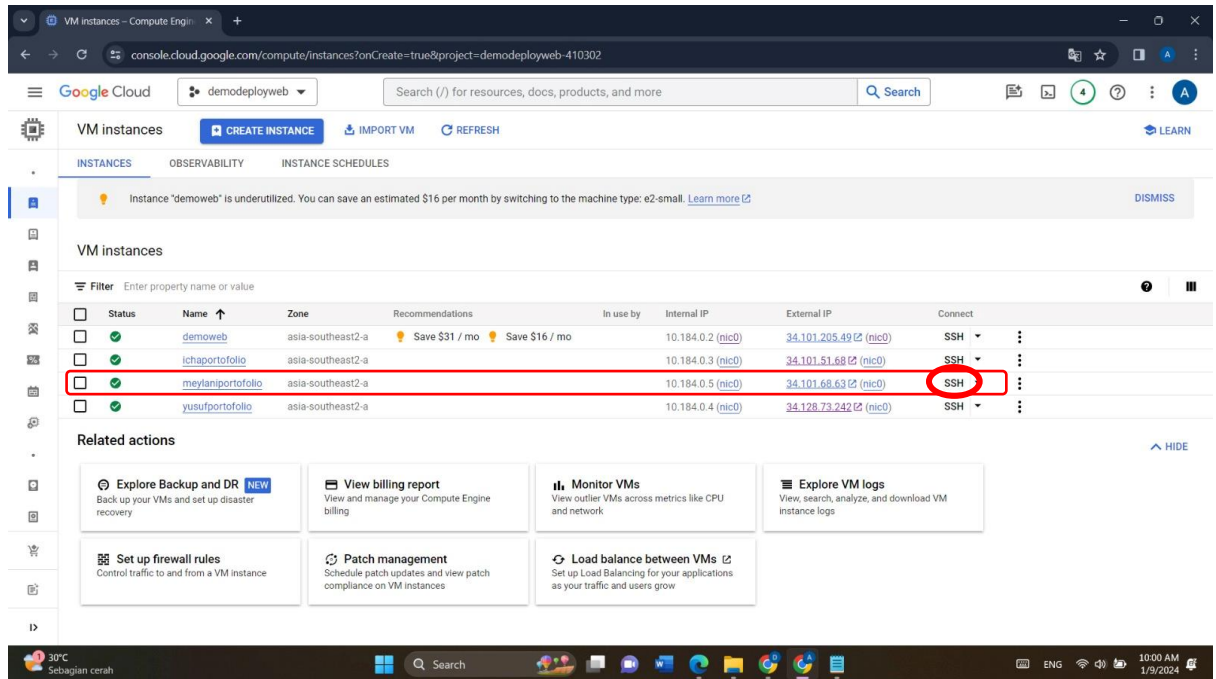 VM instances – Compute Engin
console.cloud.google.com/compute/instances?onCreate=true&project=demodeployweb-410302
A
Google Cloud demodeployweb Search (/) for resources, docs, products, and more Search 4 A
VM instances CREATE INSTANCE IMPORT VM REFRESH LEARN
INSTANCES OBSERVABILITY INSTANCE SCHEDULES
Instance "demoweb" is underutilized. You can save an estimated $16 per month by switching to the machine type: e2-small. Learn more DISMISS
VM instances
Filter Enter property name or value
Status Name Zone Recommendations In use by Internal IP External IP Connect
demoweb asia-southeast2-a Save $31 / mo Save $16 / mo 10.184.0.2 (nic0) 34.101.205.49 (nic0) SSH
ichaportofolio asia-southeast2-a 10.184.0.3 (nic0) 34.101.51.68 (nic0) SSH
meylaniportofolio asia-southeast2-a 10.184.0.5 (nic0) 34.101.68.63 (nic0) SSH
yusufportofolio asia-southeast2-a 10.184.0.4 (nic0) 34.128.73.242 (nic0) SSH
Related actions HIDE
Explore Backup and DR NEW
Back up your VMs and set up disaster
recovery
View billing report
View and manage your Compute Engine
billing
Monitor VMs
View outlier VMs across metrics like CPU
and network
Explore VM logs
View, search, analyze, and download VM
instance logs
Set up firewall rules
Control traffic to and from a VM instance
Patch management
Schedule patch updates and view patch
compliance on VM instances
Load balance between VMs
Set up Load Balancing for your applications
as your traffic and users grow
1 30°C
Sebagian cerah
Search
ENG
10:00 AM
1/9/2024